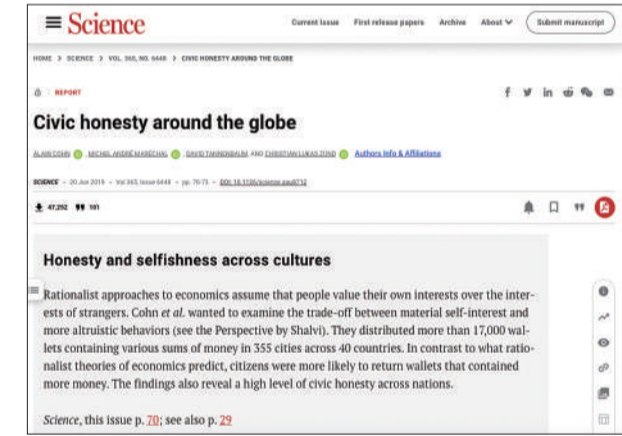 Science
Current Issue First release papers Archive About Submit manuscript
HOME > SCIENCE > VOL. 365, NO. 6448 > CIVIC HONESTY AROUND THE GLOBE
REPORT
Civic honesty around the globe
ALAIN COHN, MICHEL ANDRÉ MARÉCHAL, DAVID TANNENBAUM, AND CHRISTIAN LUKAS ZÜND Authors Info & Affiliations
SCIENCE • 20 Jun 2019 • Vol 365, Issue 6448 • pp. 70-73 • DOI: 10.1126/science.aau8712
47,292 101
Honesty and selfishness across cultures
Rationalist approaches to economics assume that people value their own interests over the inter-
ests of strangers. Cohn et al. wanted to examine the trade-off between material self-interest and
more altruistic behaviors (see the Perspective by Shalvi). They distributed more than 17,000 wal-
lets containing various sums of money in 355 cities across 40 countries. In contrast to what ratio-
nalist theories of economics predict, citizens were more likely to return wallets that contained
more money. The findings also reveal a high level of civic honesty across nations.
Science, this issue p. 70; see also p. 29